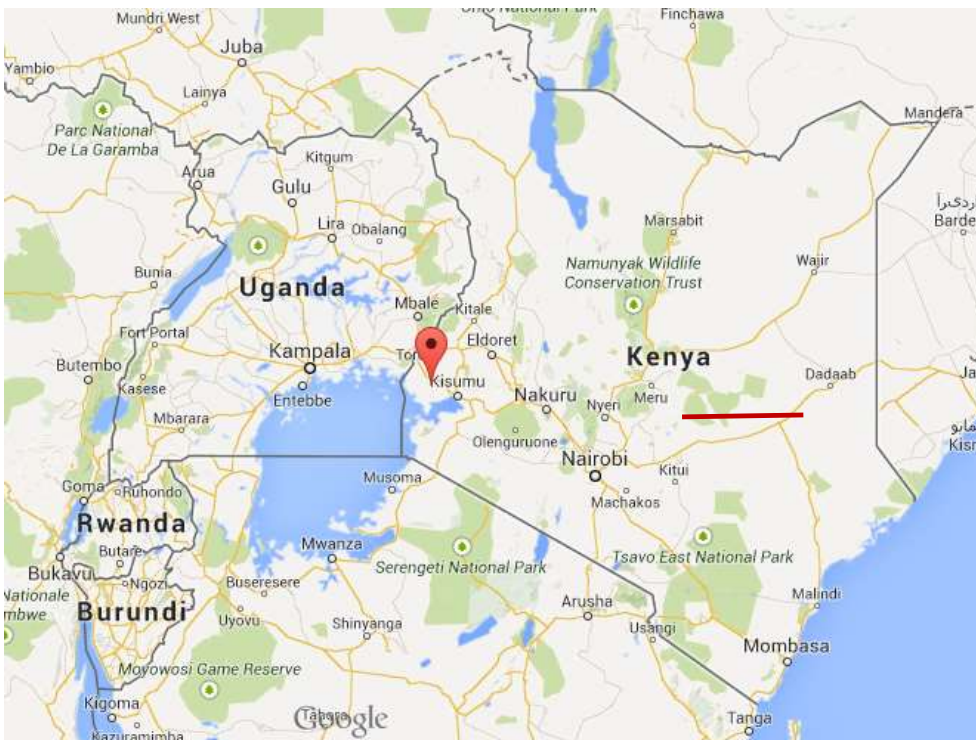 Mundri West
Finchawa
Juba
Yambio
Lainya
Mandera
Parc National
De La Garamba
Arua
Kitgum
Gulu
Marsabit
Lira
Obalang
Wajir
Bunia
Namunyak Wildlife
Conservation Trust
Uganda
Mbale
Kitale
Fort Portal
Eldoret
Kampala
Kenya
Butembo
Kasese
Entebbe
Kisumu
Dadaab
Nakuru
Meru
Nyeri
Mbarara
Olenguruone
Nairobi
Kitui
Musoma
Machakos
Goma
Ruhondo
Rwanda
Butare
Mwanza
Tsavo East National Park
Serengeti National Park
Bukavu
Ngozi
Buseresere
Burundi
Arusha
Malindi
Uyovu
Shinyanga
Usangi
Mombasa
Moyowosi Game Reserve
Kigoma
Google
Tanga
Kazuramimba